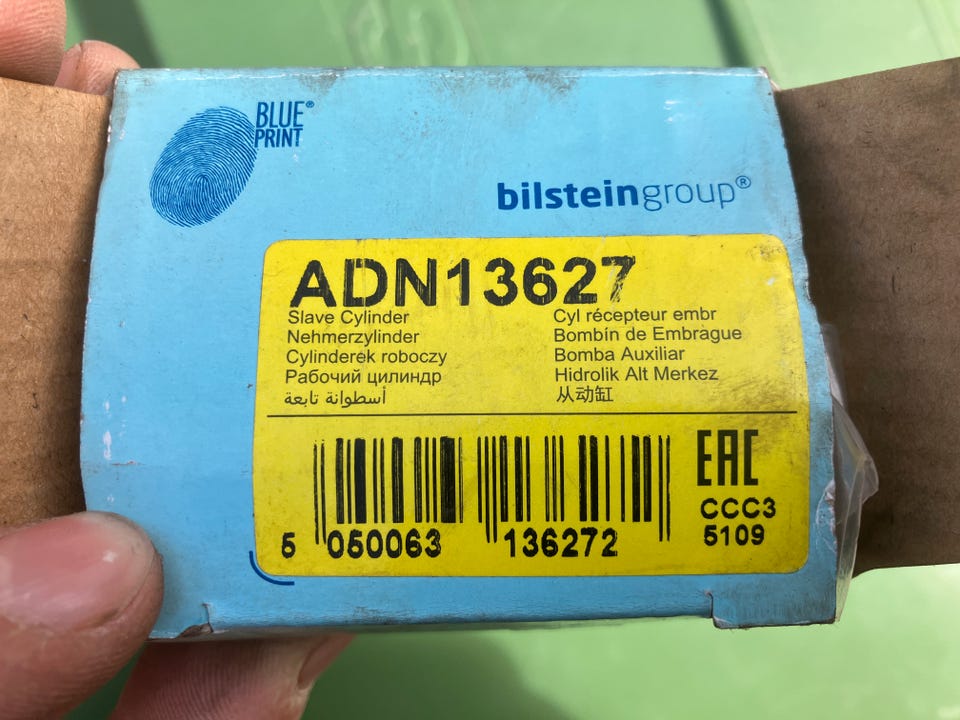 BLUE®
PRINT
bilsteingroup®
ADN13627
Slave Cylinder
Nehmerzylinder
Cylinderek roboczy
Рабочий цилиндр
أسطوانة تابعة
Cyl récepteur embr
Bombín de Embrague
Bomba Auxiliar
Hidrolik Alt Merkez
从动缸
EAC
CCC3
5109
5 050063 136272